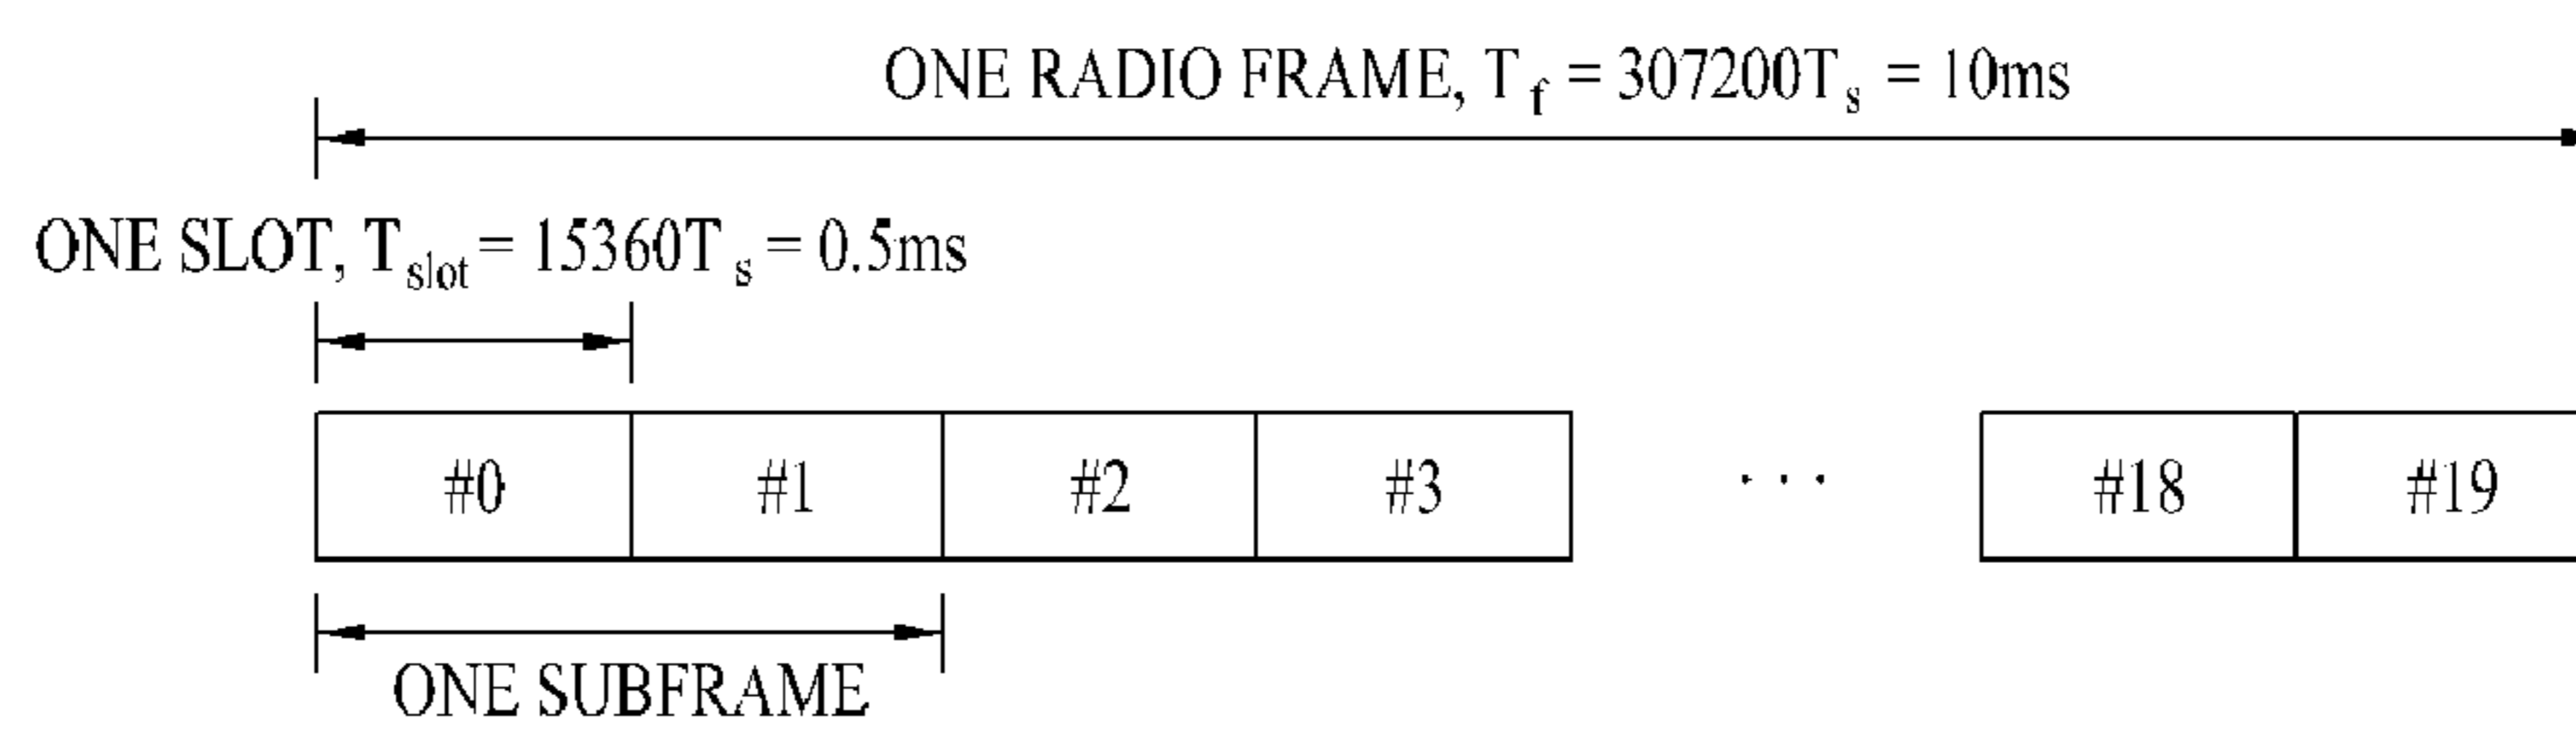 ONE RADIO FRAME, Tf = 307200Ts = 10ms
ONE SLOT, Tslot = 15360Ts = 0.5ms
#0 #1 #2 #3 ... #18 #19
ONE SUBFRAME